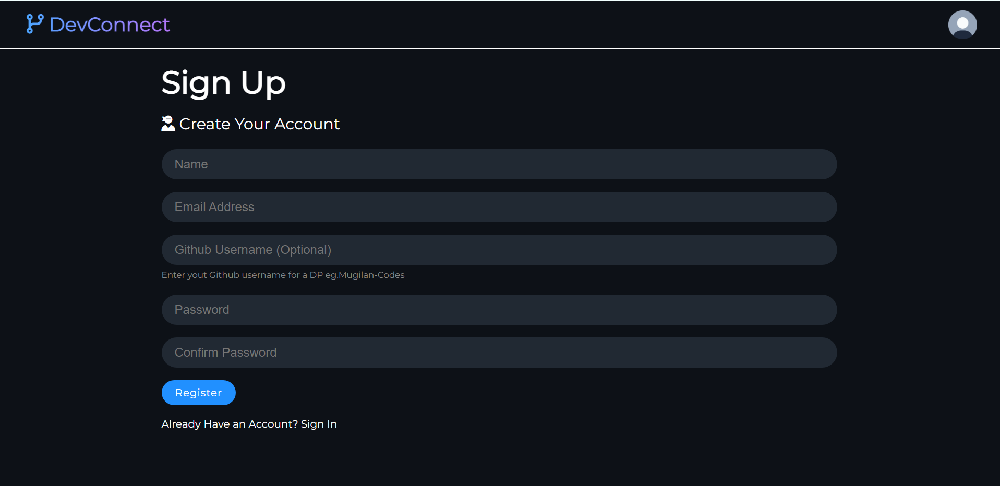 DevConnect
Sign Up
Create Your Account
Name
Email Address
Github Username (Optional)
Enter yout Github username for a DP eg.Mugilan-Codes
Password
Confirm Password
Register
Already Have an Account? Sign In